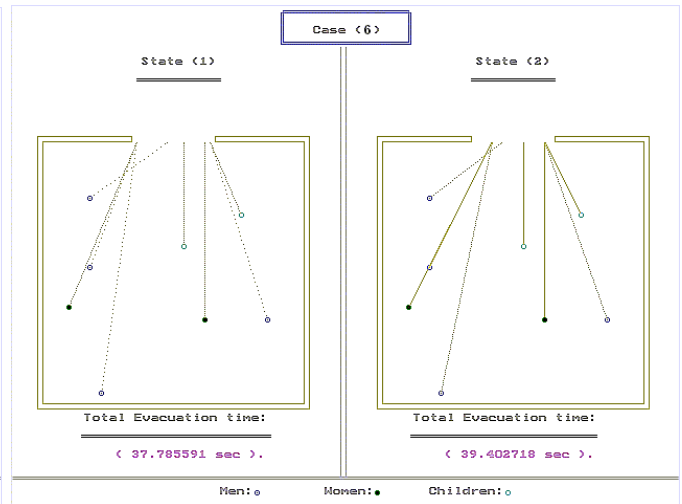 Case (6)
State (1)
State (2)
Total Evacuation time:
( 37.785591 sec ).
Total Evacuation time:
( 39.402718 sec ).
Men: Women: Children: